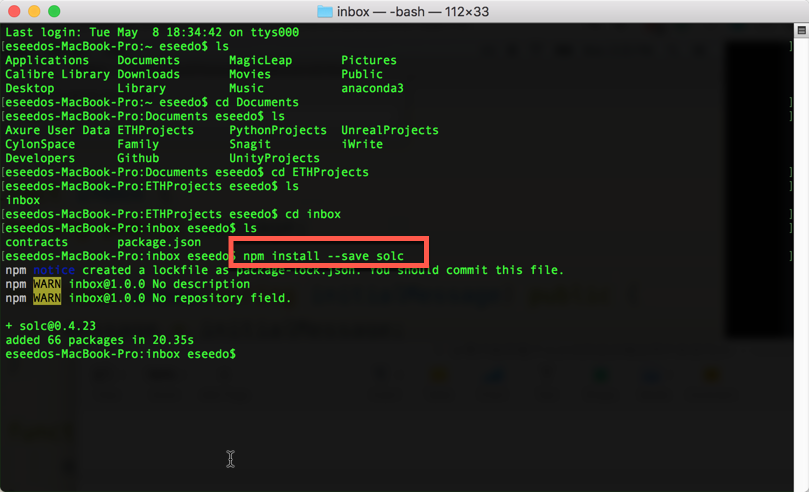 inbox — -bash — 112×33
Last login: Tue May  8 18:34:42 on ttys000
[eseedos-MacBook-Pro:~ eseedo$ ls
Applications    Documents       MagicLeap       Pictures
Calibre Library Downloads       Movies          Public
Desktop         Library         Music           anaconda3
[eseedos-MacBook-Pro:~ eseedo$ cd Documents
[eseedos-MacBook-Pro:Documents eseedo$ ls
Axure User Data ETHProjects     PythonProjects  UnrealProjects
CylonSpace      Family          Snagit          iWrite
Developers      Github          UnityProjects
[eseedos-MacBook-Pro:Documents eseedo$ cd ETHProjects
[eseedos-MacBook-Pro:ETHProjects eseedo$ ls
inbox
[eseedos-MacBook-Pro:ETHProjects eseedo$ cd inbox
[eseedos-MacBook-Pro:inbox eseedo$ ls
contracts       package.json
[eseedos-MacBook-Pro:inbox eseedo$ npm install --save solc
npm notice created a lockfile as package-lock.json. You should commit this file.
npm WARN inbox@1.0.0 No description
npm WARN inbox@1.0.0 No repository field.
+ solc@0.4.23
added 66 packages in 20.35s
eseedos-MacBook-Pro:inbox eseedo$